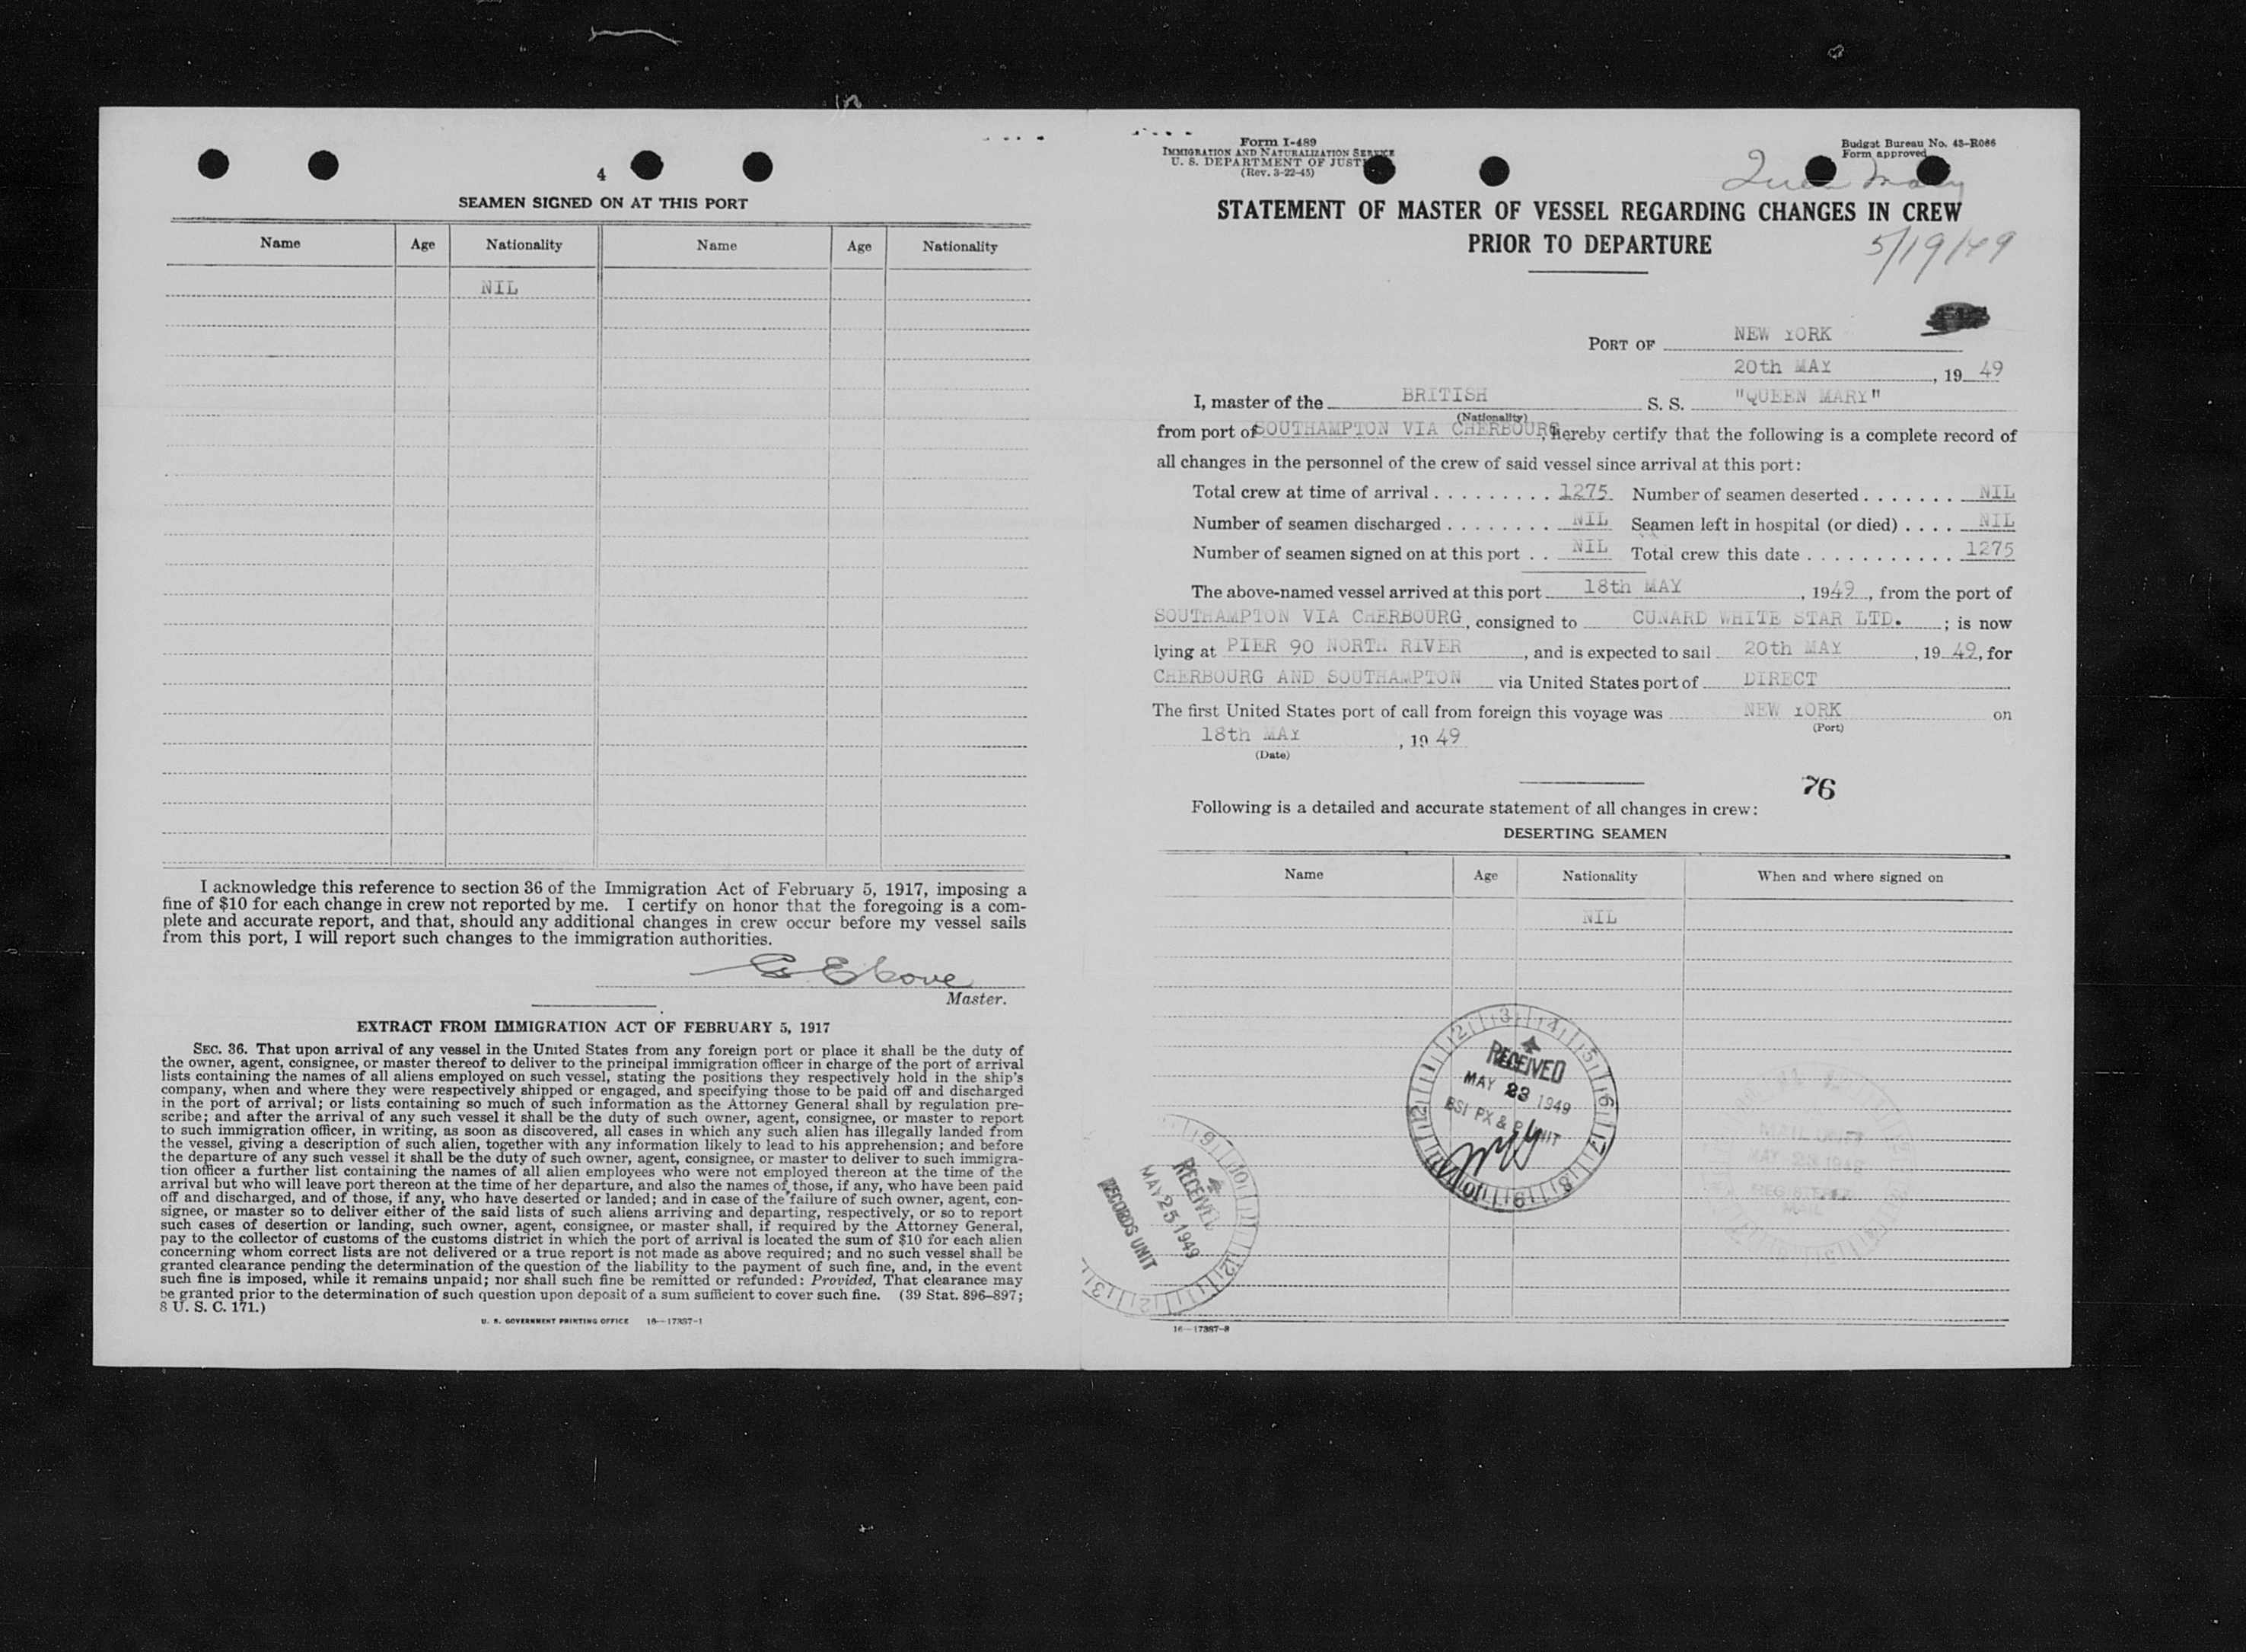 4
SEAMEN SIGNED ON AT THIS PORT
Name Age Nationality Name Age Nationality
NIL
I acknowledge this reference to section 36 of the Immigration Act of February 5, 1917, imposing a
fine of $10 for each change in crew not reported by me. I certify on honor that the foregoing is a com-
plete and accurate report, and that, should any additional changes in crew occur before my vessel sails
from this port, I will report such changes to the immigration authorities.
Master.
EXTRACT FROM IMMIGRATION ACT OF FEBRUARY 5, 1917
SEC. 36. That upon arrival of any vessel in the United States from any foreign port or place it shall be the duty of
the owner, agent, consignee, or master thereof to deliver to the principal immigration officer in charge of the port of arrival
lists containing the names of all aliens employed on such vessel, stating the positions they respectively hold in the ship's
company, when and where they were respectively shipped or engaged, and specifying those to be paid off and discharged
in the port of arrival; or lists containing so much of such information as the Attorney General shall by regulation pre-
scribe; and after the arrival of any such vessel it shall be the duty of such owner, agent, consignee, or master to report
to such immigration officer, in writing, as soon as discovered, all cases in which any such alien has illegally landed from
the vessel, giving a description of such alien, together with any information likely to lead to his apprehension; and before
the departure of any such vessel it shall be the duty of such owner, agent, consignee, or master to deliver to such immigra-
tion officer a further list containing the names of all alien employees who were not employed thereon at the time of the
arrival but who will leave port thereon at the time of her departure, and also the names of those, if any, who have been paid
off and discharged, and of those, if any, who have deserted or landed; and in case of the failure of such owner, agent, con-
signee, or master so to deliver either of the said lists of such aliens arriving and departing, respectively, or so to report
such cases of desertion or landing, such owner, agent, consignee, or master shall, if required by the Attorney General,
pay to the collector of customs of the customs district in which the port of arrival is located the sum of $10 for each alien
concerning whom correct lists are not delivered or a true report is not made as above required; and no such vessel shall be
granted clearance pending the determination of the question of the liability to the payment of such fine, and, in the event
such fine is imposed, while it remains unpaid; nor shall such fine be remitted or refunded: Provided, That clearance may
be granted prior to the determination of such question upon deposit of a sum sufficient to cover such fine. (39 Stat. 896–897;
8 U. S. C. 171.)
U. S. GOVERNMENT PRINTING OFFICE 16—17387-1
Form I-489
IMMIGRATION AND NATURALIZATION SERVICE
U. S. DEPARTMENT OF JUST
(Rev. 3-22-45)
Budget Bureau No. 43-R086
Form approved
Queen Mary
STATEMENT OF MASTER OF VESSEL REGARDING CHANGES IN CREW
PRIOR TO DEPARTURE
5/19/49
PORT OF NEW YORK
20th MAY, 19 49
I, master of the BRITISH S. S. "QUEEN MARY"
(Nationality)
from port of SOUTHAMPTON VIA CHERBOURG, hereby certify that the following is a complete record of
all changes in the personnel of the crew of said vessel since arrival at this port:
Total crew at time of arrival . . . . . . . . . 1275 Number of seamen deserted . . . . . . . NIL
Number of seamen discharged . . . . . . . . NIL Seamen left in hospital (or died) . . . . NIL
Number of seamen signed on at this port . . NIL Total crew this date . . . . . . . . . . . . 1275
The above-named vessel arrived at this port 18th MAY, 1949, from the port of
SOUTHAMPTON VIA CHERBOURG, consigned to CUNARD WHITE STAR LTD. ; is now
lying at PIER 90 NORTH RIVER, and is expected to sail 20th MAY, 19 49, for
CHERBOURG AND SOUTHAMPTON via United States port of DIRECT
The first United States port of call from foreign this voyage was NEW YORK on
(Port)
18th MAY, 19 49
(Date)
76
Following is a detailed and accurate statement of all changes in crew:
DESERTING SEAMEN
Name Age Nationality When and where signed on
NIL
RECEIVED
MAY 23 1949
BSI PX & P UNIT
RECEIVED
MAY 25 1949
RECORDS UNIT
MAIL UNIT
MAY 23 1949
REGISTERED
MAIL
16—17387-2